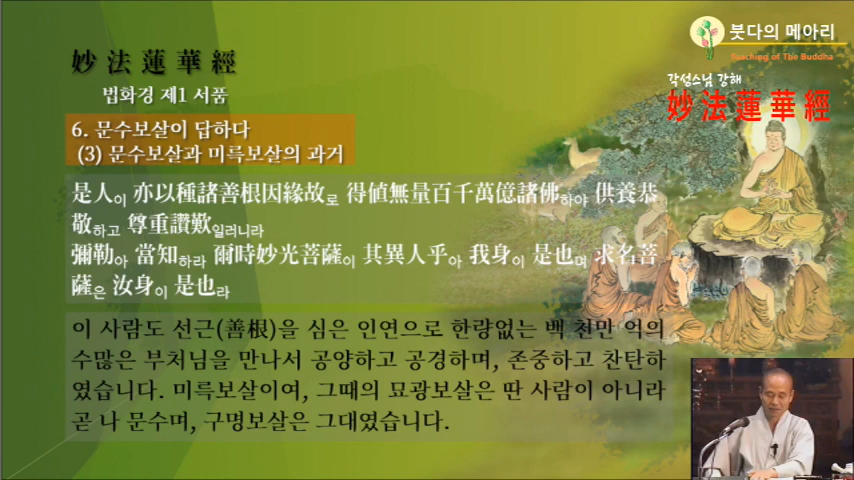 妙法蓮華經
법화경 제1 서품
6. 문수보살이 답하다
(3) 문수보살과 미륵보살의 과거
是人이 亦以種諸善根因緣故로 得値無量百千萬億諸佛하야 供養恭
敬하고 尊重讚歎일러니라
彌勒아 當知하라 爾時妙光菩薩이 其異人乎아 我身이 是也며 求名菩
薩은 汝身이 是也라
이 사람도 선근(善根)을 심은 인연으로 한량없는 백 천만 억의
수많은 부처님을 만나서 공양하고 공경하며, 존중하고 찬탄하
였습니다. 미륵보살이여, 그때의 묘광보살은 딴 사람이 아니라
곧 나 문수며, 구명보살은 그대였습니다.
붓다의 메아리
Teaching of The Buddha
각성스님 강해
妙法蓮華經